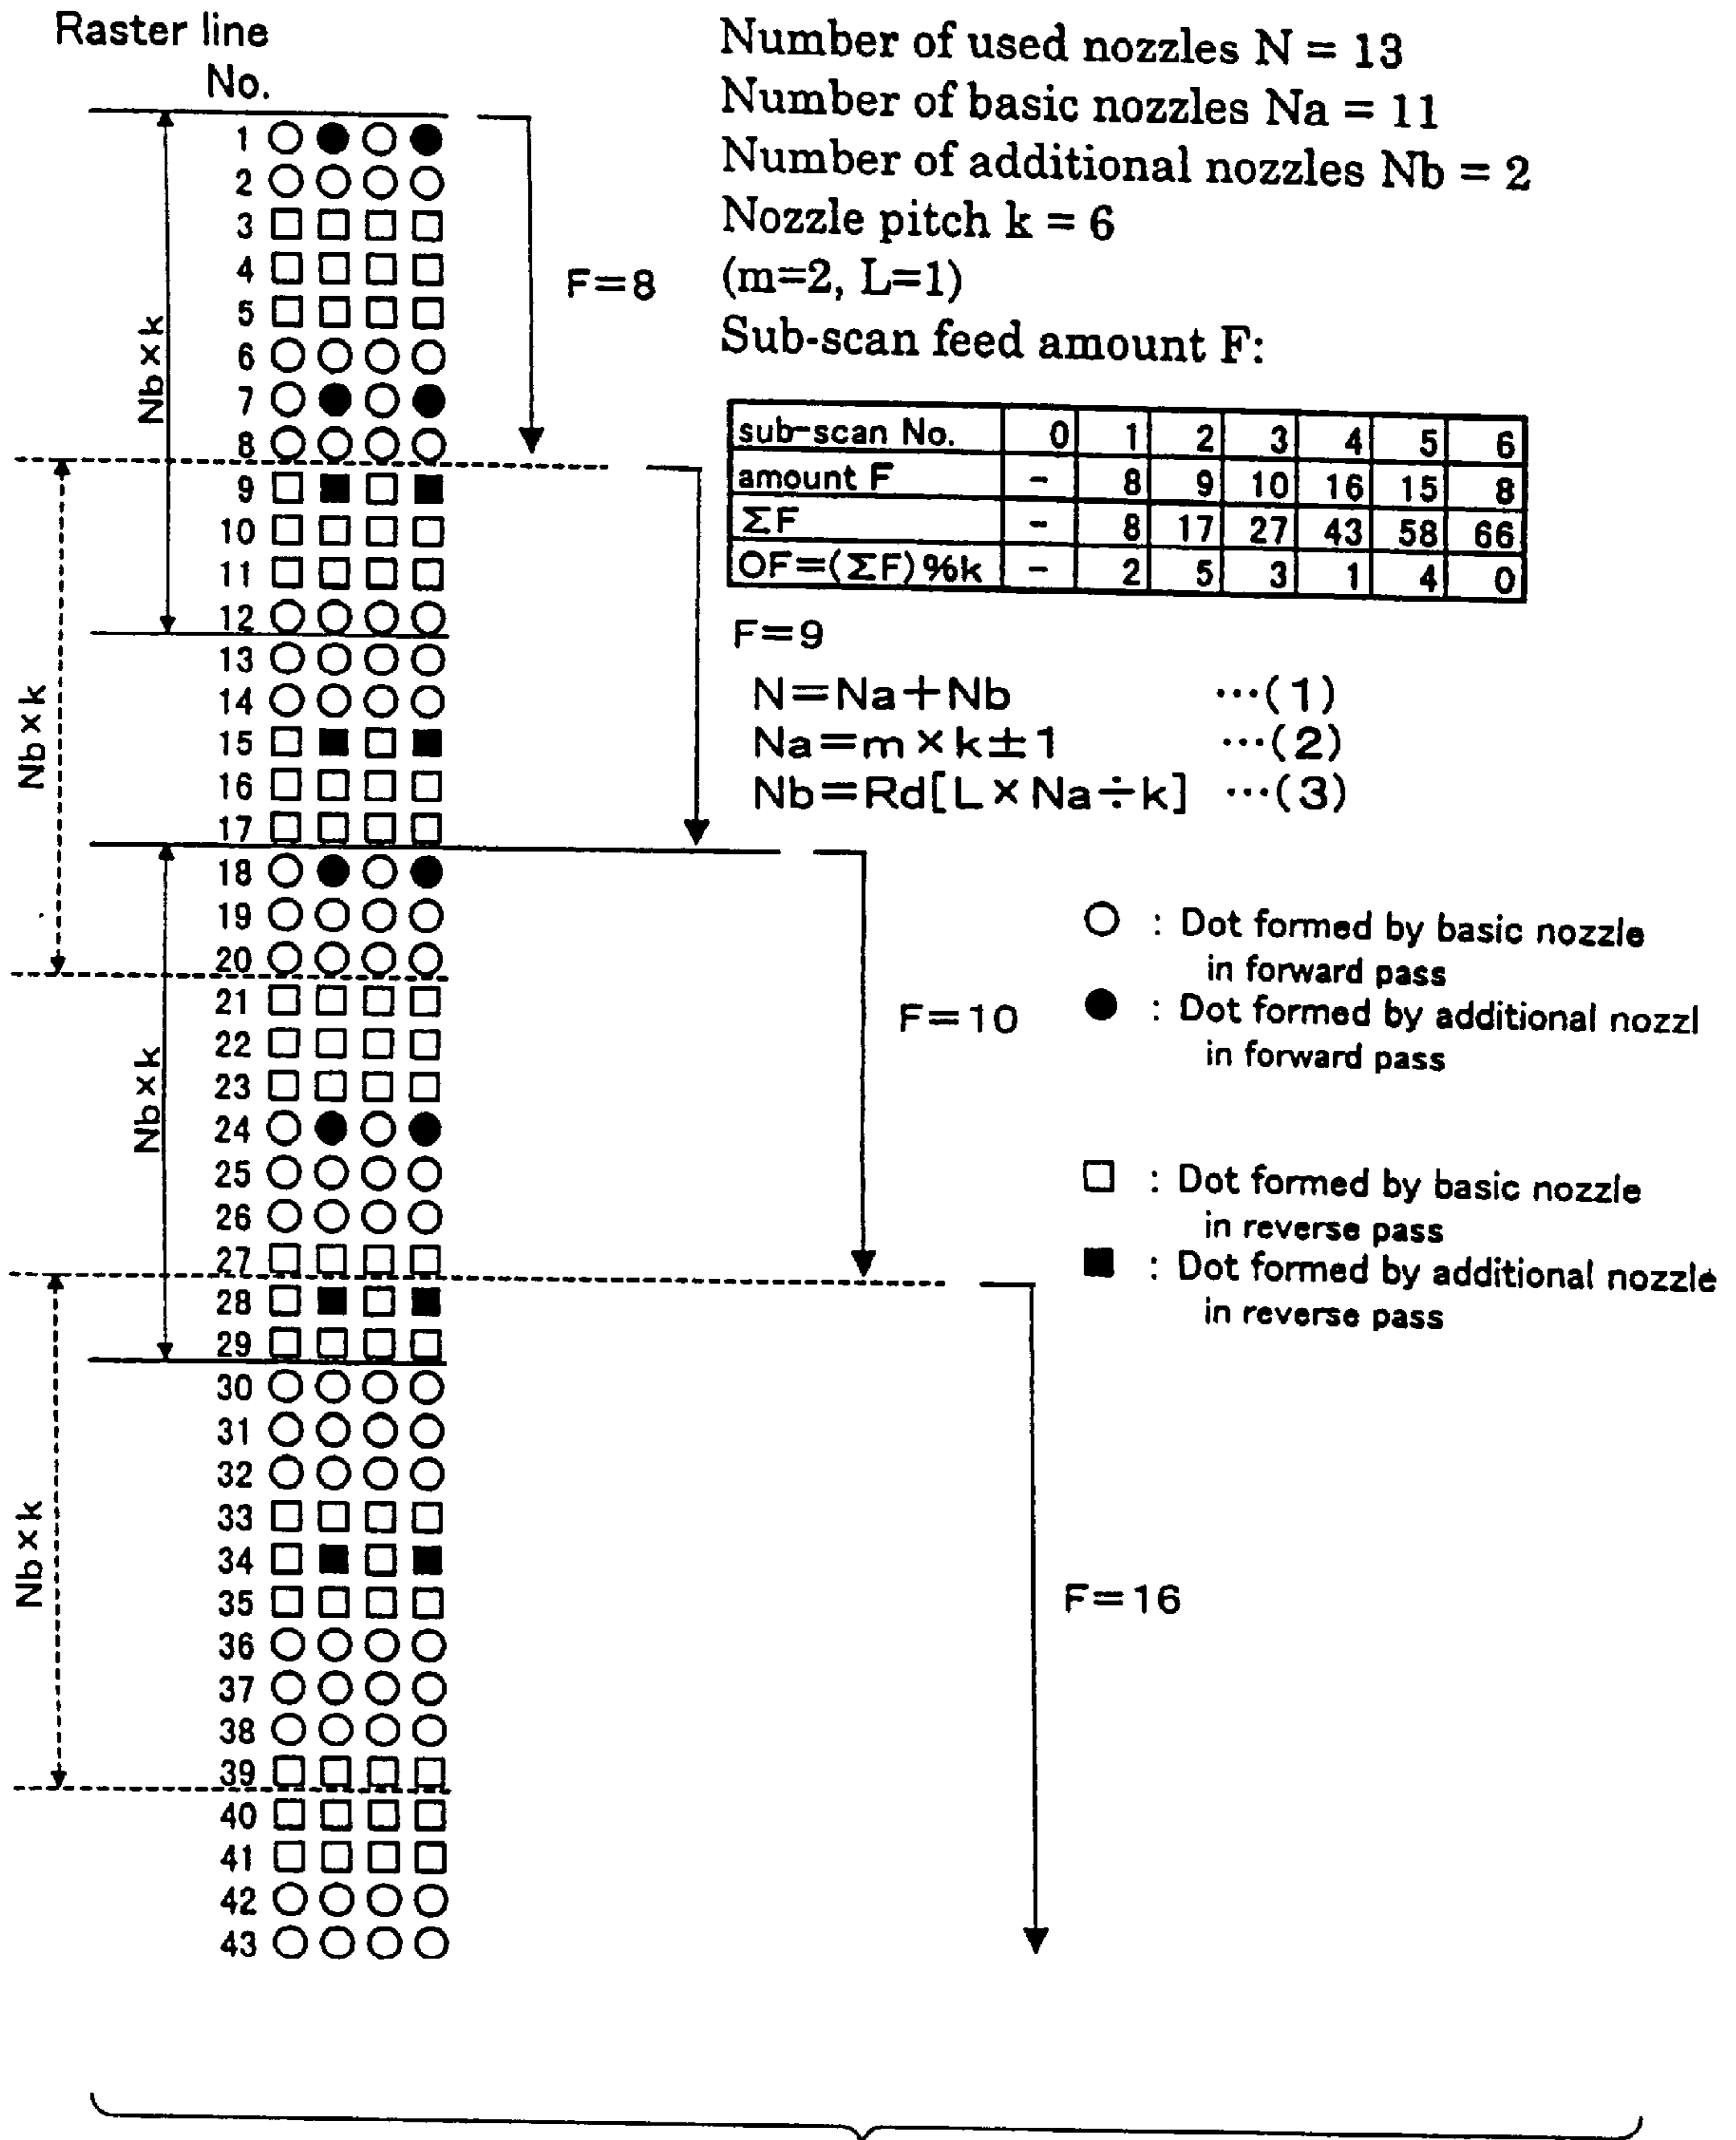 Raster line
No.
1
2
3
4
5
6
7
8
9
10
11
12
13
14
15
16
17
18
19
20
21
22
23
24
25
26
27
28
29
30
31
32
33
34
35
36
37
38
39
40
41
42
43
Nb×k
Nb×k
Nb×k
Nb×k
F=8
F=9
F=10
F=16
Number of used nozzles N = 13
Number of basic nozzles Na = 11
Number of additional nozzles Nb = 2
Nozzle pitch k = 6
(m=2, L=1)
Sub-scan feed amount F:
sub-scan No. 0 1 2 3 4 5 6
amount F - 8 9 10 16 15 8
ΣF - 8 17 27 43 58 66
OF=(ΣF)%k - 2 5 3 1 4 0
N=Na+Nb ···(1)
Na=m×k±1 ···(2)
Nb=Rd[L×Na÷k] ···(3)
: Dot formed by basic nozzle
in forward pass
: Dot formed by additional nozzl
in forward pass
: Dot formed by basic nozzle
in reverse pass
: Dot formed by additional nozzle
in reverse pass